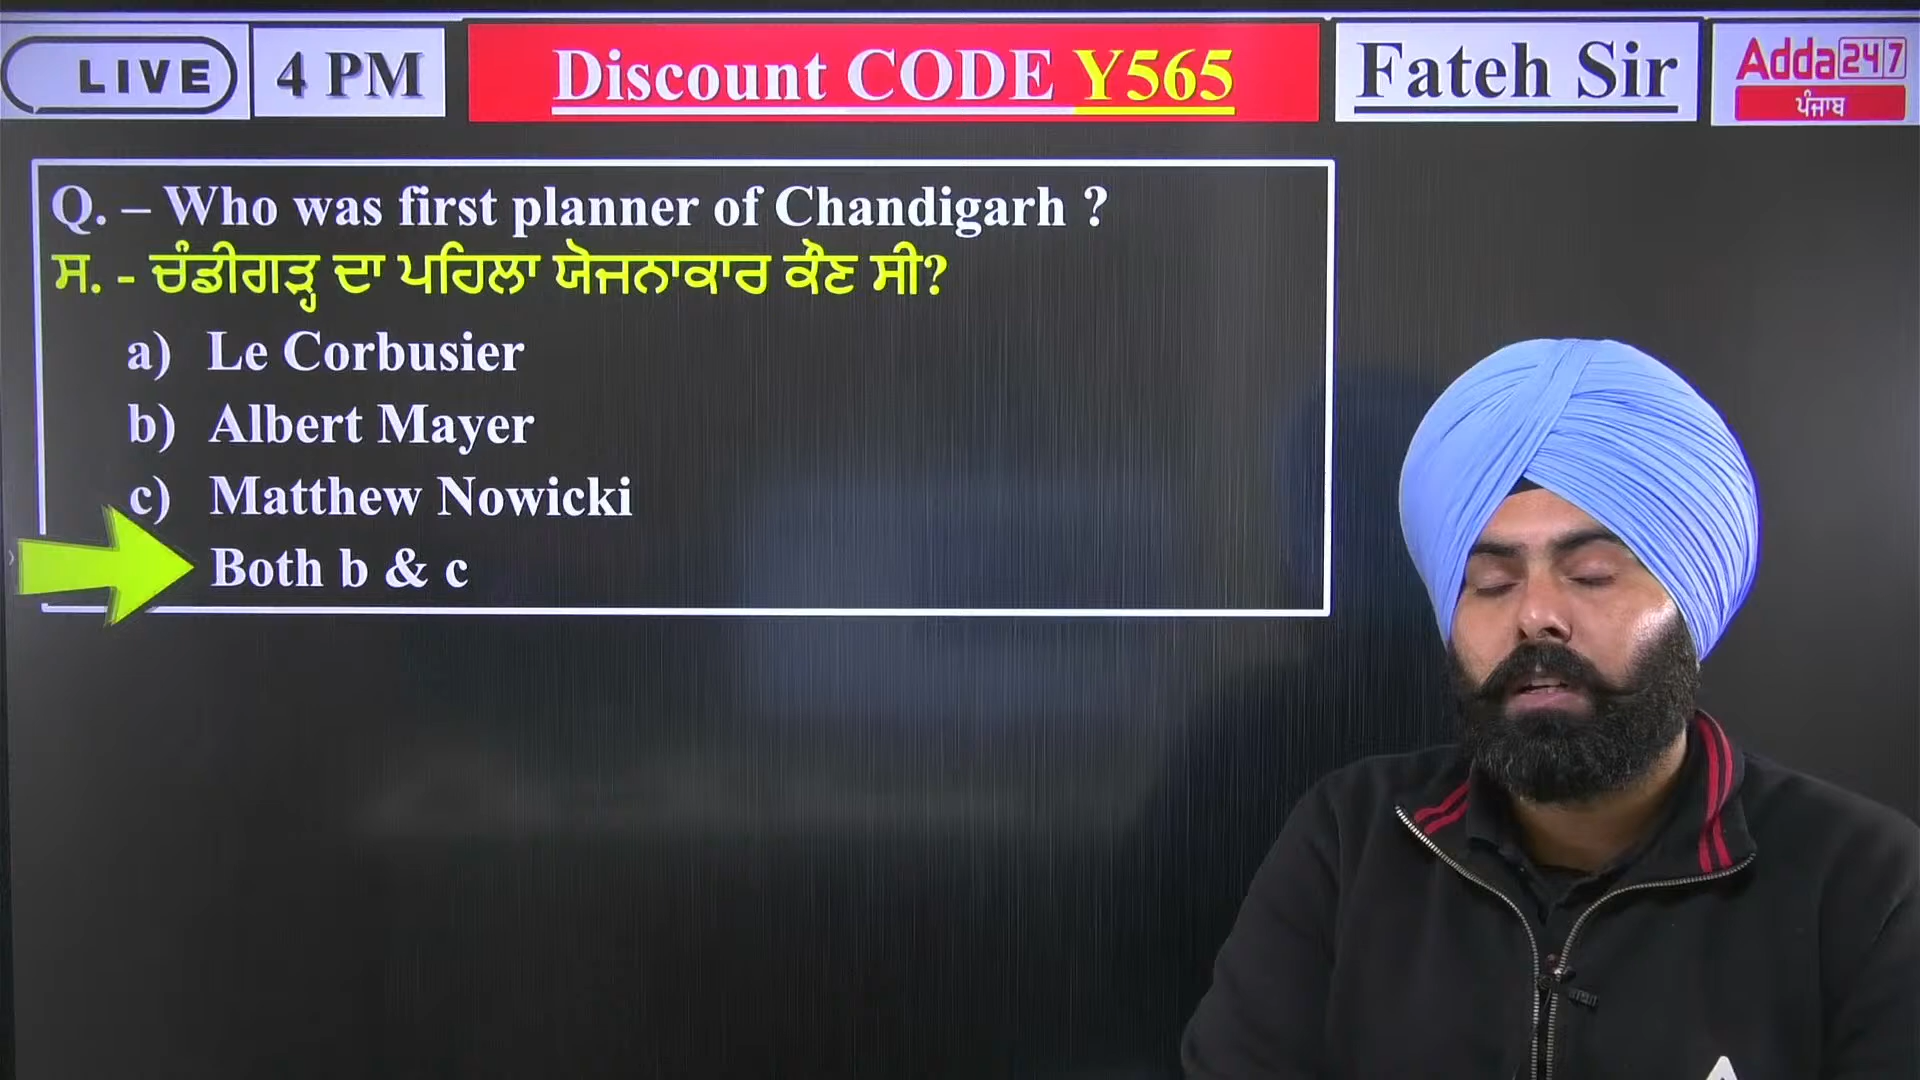 LIVE
4 PM
Discount CODE Y565
Fateh Sir
Adda247
ਪੰਜਾਬ
Q. – Who was first planner of Chandigarh ?
ਸ. - ਚੰਡੀਗੜ੍ਹ ਦਾ ਪਹਿਲਾ ਯੋਜਨਾਕਾਰ ਕੌਣ ਸੀ?
a) Le Corbusier
b) Albert Mayer
c) Matthew Nowicki
Both b & c